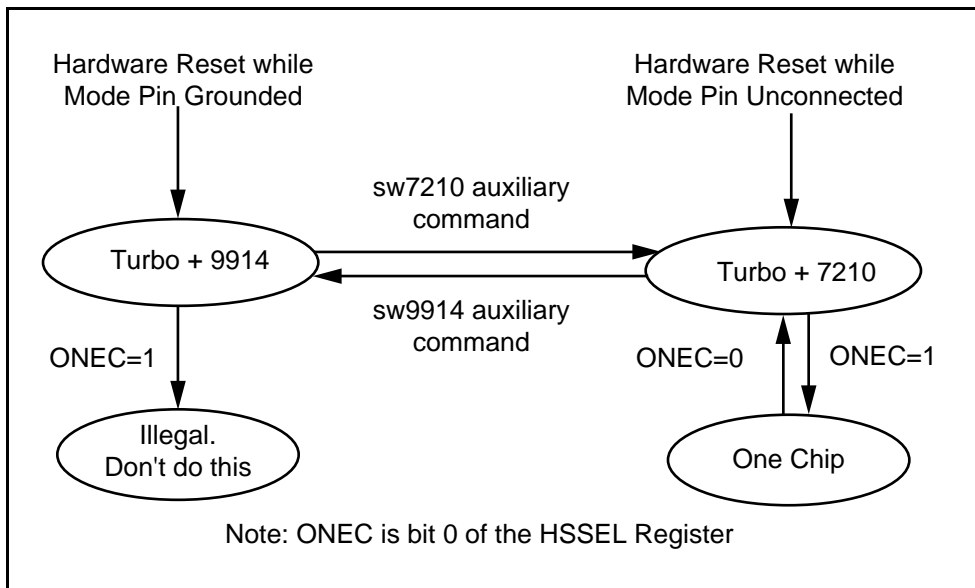 Hardware Reset while
Mode Pin Grounded
Hardware Reset while
Mode Pin Unconnected
sw7210 auxiliary
command
Turbo + 9914
Turbo + 7210
sw9914 auxiliary
command
ONEC=1
ONEC=0
ONEC=1
Illegal.
Don't do this
One Chip
Note: ONEC is bit 0 of the HSSEL Register